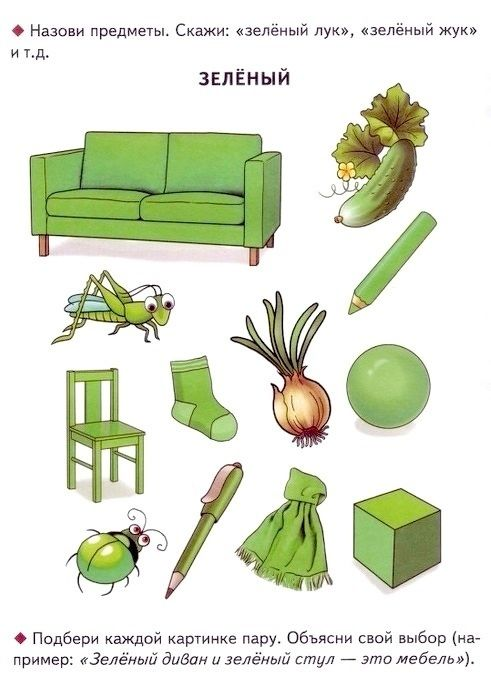 ◆ Назови предметы. Скажи: «зелёный лук», «зелёный жук»
и т.д.
ЗЕЛЁНЫЙ
◆ Подбери каждой картинке пару. Объясни свой выбор (на-
пример: «Зелёный диван и зелёный стул — это мебель»).